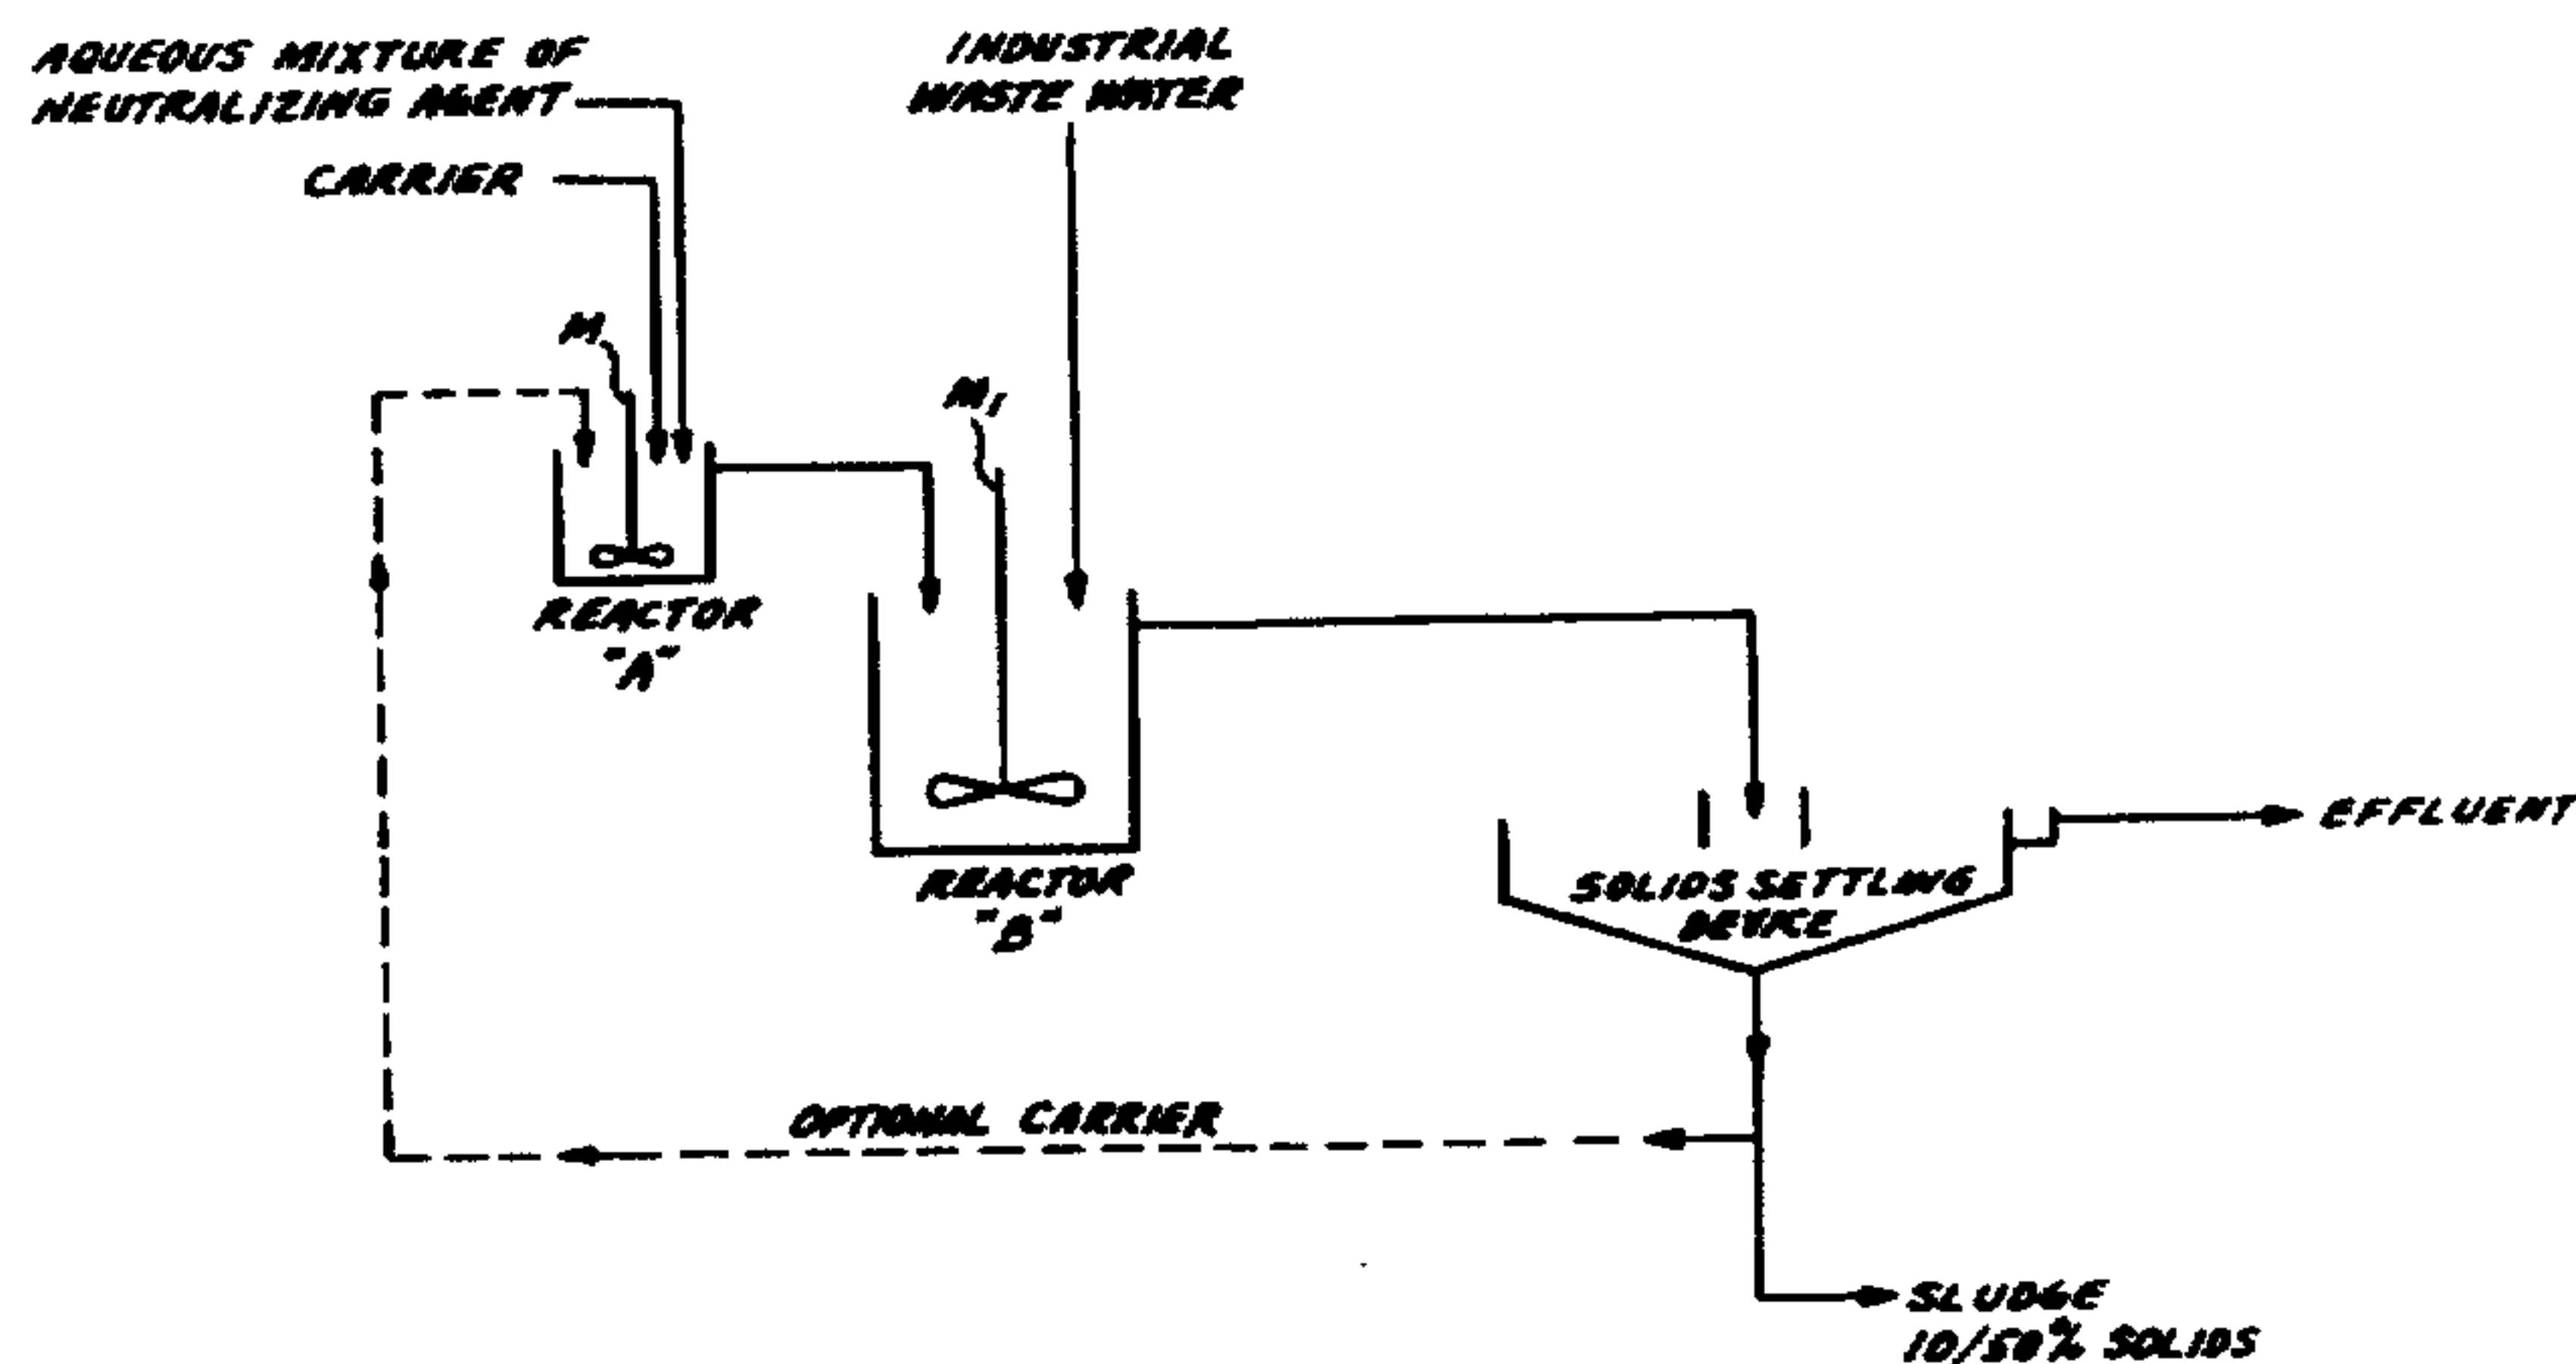 AQUEOUS MIXTURE OF
NEUTRALIZING AGENT
CARRIER
INDUSTRIAL
WASTE WATER
M
M1
REACTOR
"A"
REACTOR
"B"
SOLIDS SETTLING
DEVICE
EFFLUENT
OPTIONAL CARRIER
SLUDGE
10/50% SOLIDS